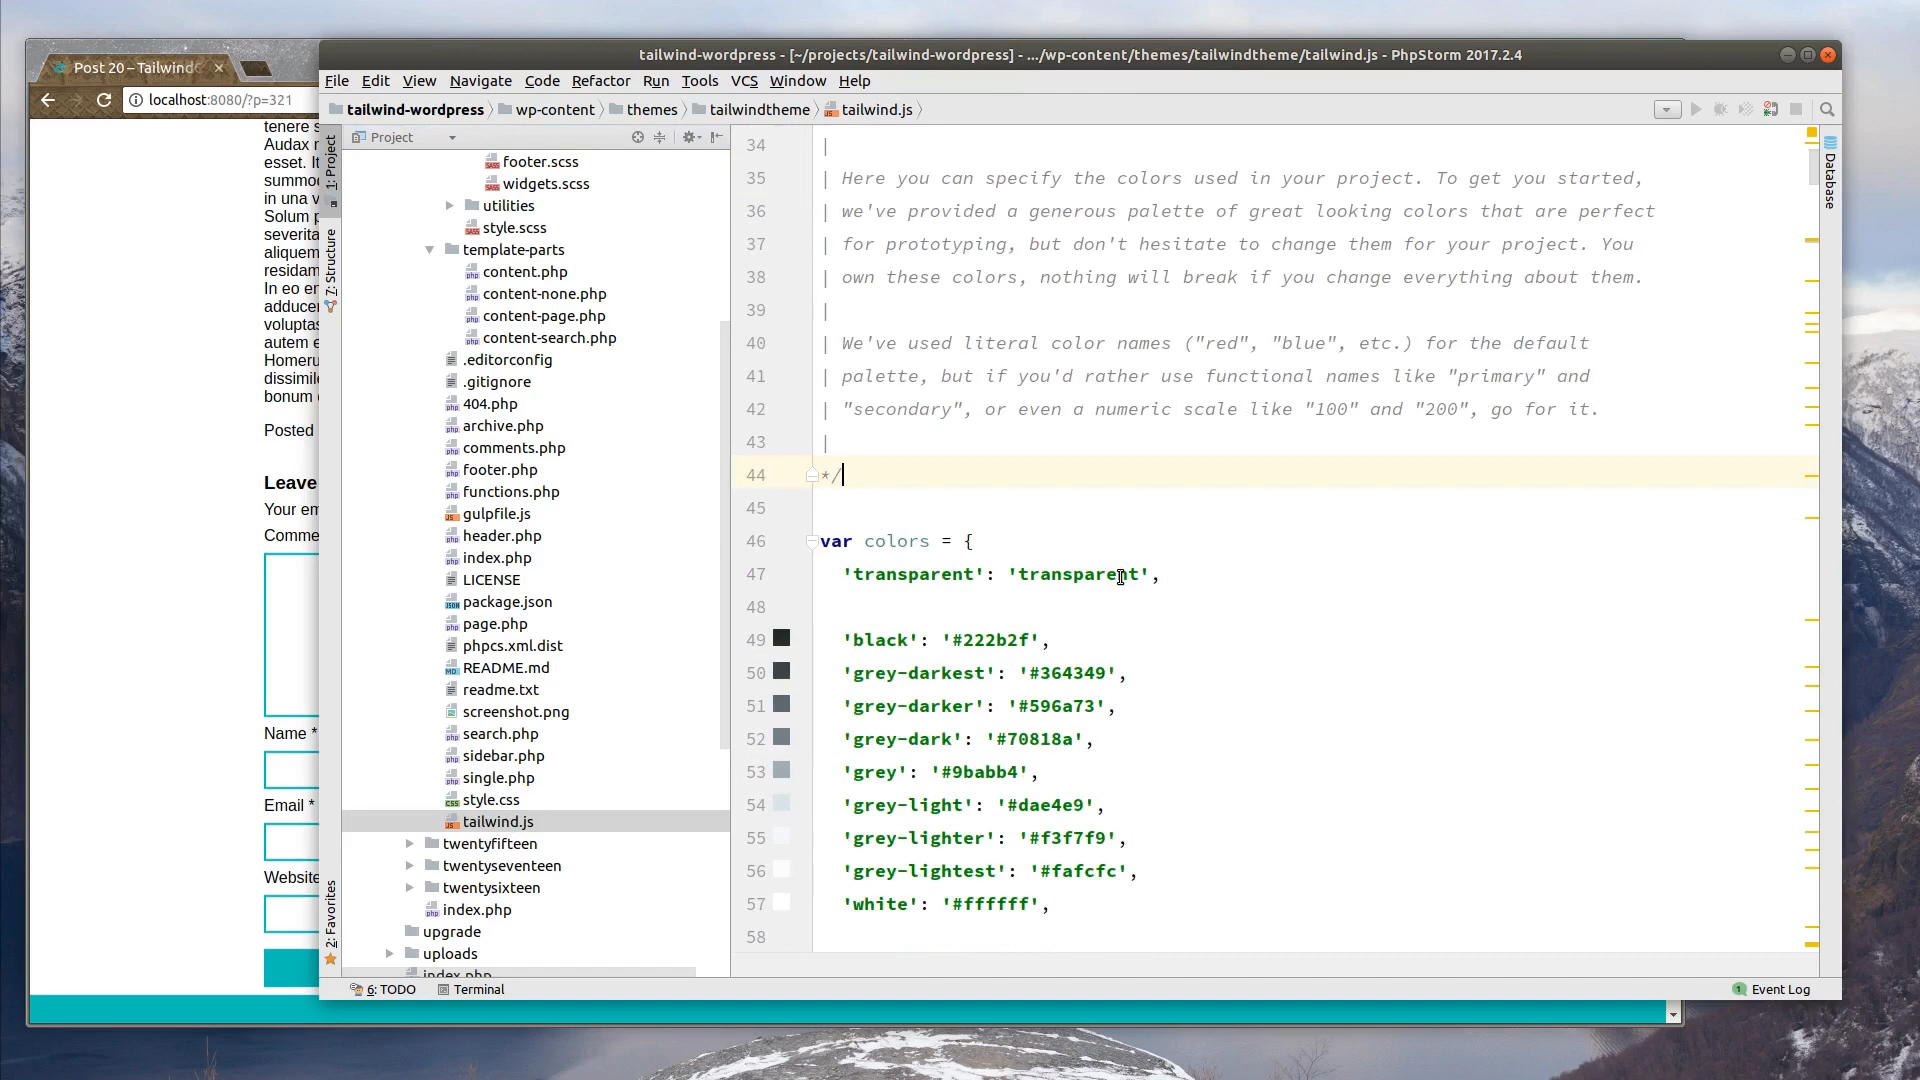 Post 20 – TailwindC
localhost:8080/?p=321
tenere s
Audax r
esset. It
summo
in una v
Solum p
severita
aliquem
residam
In eo er
adducer
voluptas
autem e
Homeru
dissimile
bonum
Posted
Leave
Your em
Comme
Name *
Email *
Website
tailwind-wordpress - [~/projects/tailwind-wordpress] - .../wp-content/themes/tailwindtheme/tailwind.js - PhpStorm 2017.2.4
File Edit View Navigate Code Refactor Run Tools VCS Window Help
tailwind-wordpress wp-content themes tailwindtheme tailwind.js
1: Project
7: Structure
2: Favorites
Project
footer.scss
widgets.scss
utilities
style.scss
template-parts
content.php
content-none.php
content-page.php
content-search.php
.editorconfig
.gitignore
404.php
archive.php
comments.php
footer.php
functions.php
gulpfile.js
header.php
index.php
LICENSE
package.json
page.php
phpcs.xml.dist
README.md
readme.txt
screenshot.png
search.php
sidebar.php
single.php
style.css
tailwind.js
twentyfifteen
twentyseventeen
twentysixteen
index.php
upgrade
uploads
index.php
34 |
35 | Here you can specify the colors used in your project. To get you started,
36 | we've provided a generous palette of great looking colors that are perfect
37 | for prototyping, but don't hesitate to change them for your project. You
38 | own these colors, nothing will break if you change everything about them.
39 |
40 | We've used literal color names ("red", "blue", etc.) for the default
41 | palette, but if you'd rather use functional names like "primary" and
42 | "secondary", or even a numeric scale like "100" and "200", go for it.
43 |
44 */
45
46 var colors = {
47 'transparent': 'transparent',
48
49 'black': '#222b2f',
50 'grey-darkest': '#364349',
51 'grey-darker': '#596a73',
52 'grey-dark': '#70818a',
53 'grey': '#9babb4',
54 'grey-light': '#dae4e9',
55 'grey-lighter': '#f3f7f9',
56 'grey-lightest': '#fafcfc',
57 'white': '#ffffff',
58
Database
6: TODO Terminal
1 Event Log